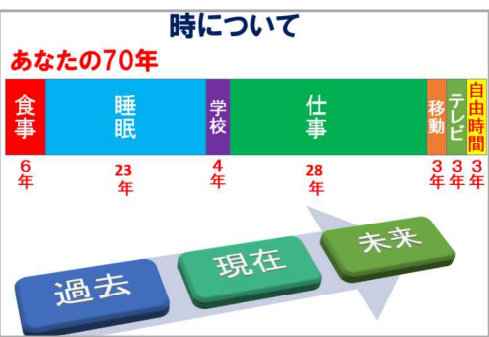 時について
あなたの70年
食事
睡眠
学校
仕事
移動
テレビ
自由時間
6年
23年
4年
28年
3年
3年
3年
過去
現在
未来